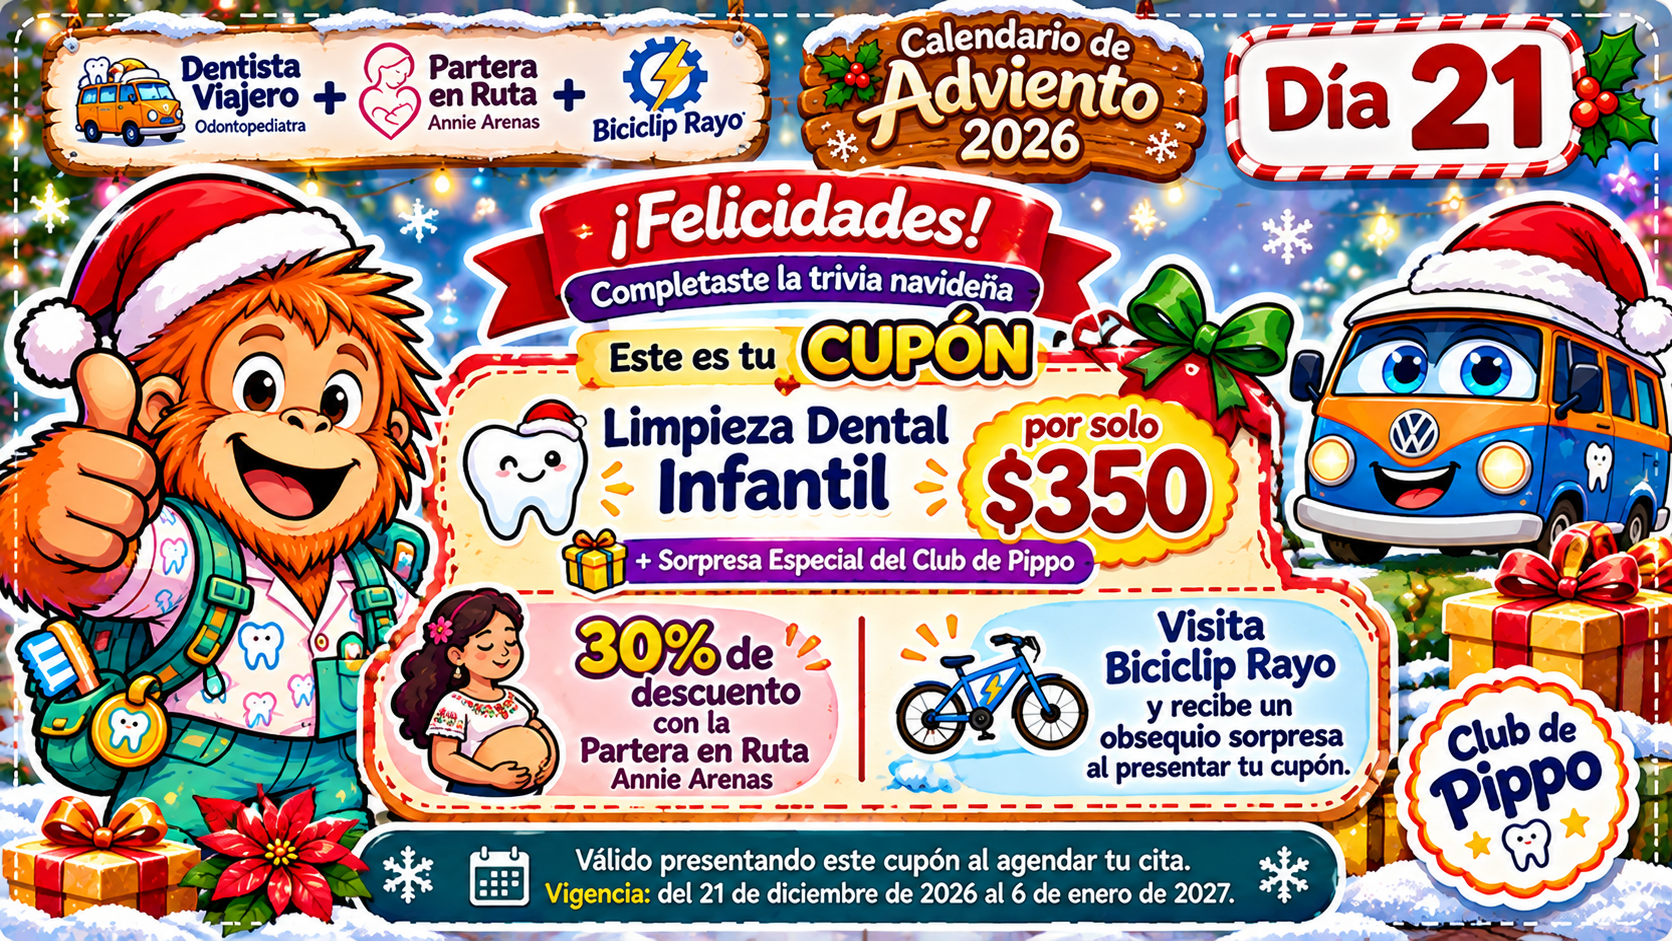 Dentista
Viajero
Odontopediatra
+
Partera
en Ruta
Annie Arenas
+
Biciclip Rayo
Calendario de
Adviento
2026
Día 21
¡Felicidades!
Completaste la trivia navideña
Este es tu CUPÓN
Limpieza Dental
Infantil
por solo
$350
+ Sorpresa Especial del Club de Pippo
30% de
descuento
con la
Partera en Ruta
Annie Arenas
Visita
Biciclip Rayo
y recibe un
obsequio sorpresa
al presentar tu cupón.
Club de
Pippo
Válido presentando este cupón al agendar tu cita.
Vigencia: del 21 de diciembre de 2026 al 6 de enero de 2027.